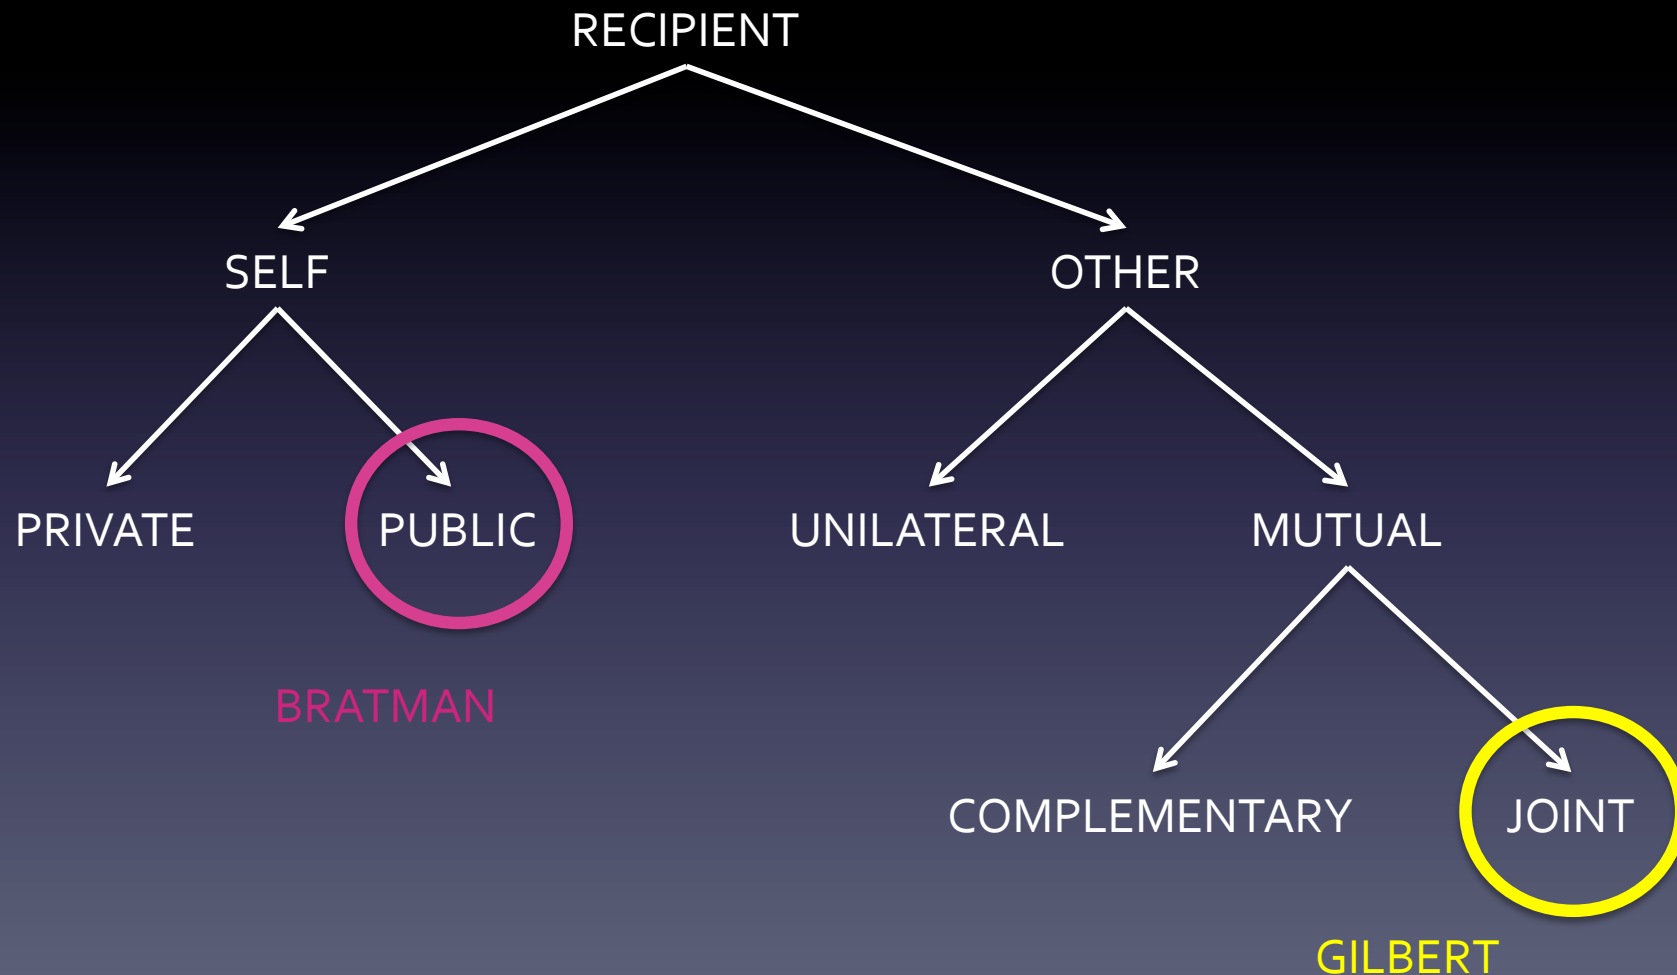 RECIPIENT
SELF
OTHER
PRIVATE
PUBLIC
UNILATERAL
MUTUAL
BRATMAN
COMPLEMENTARY
JOINT
GILBERT